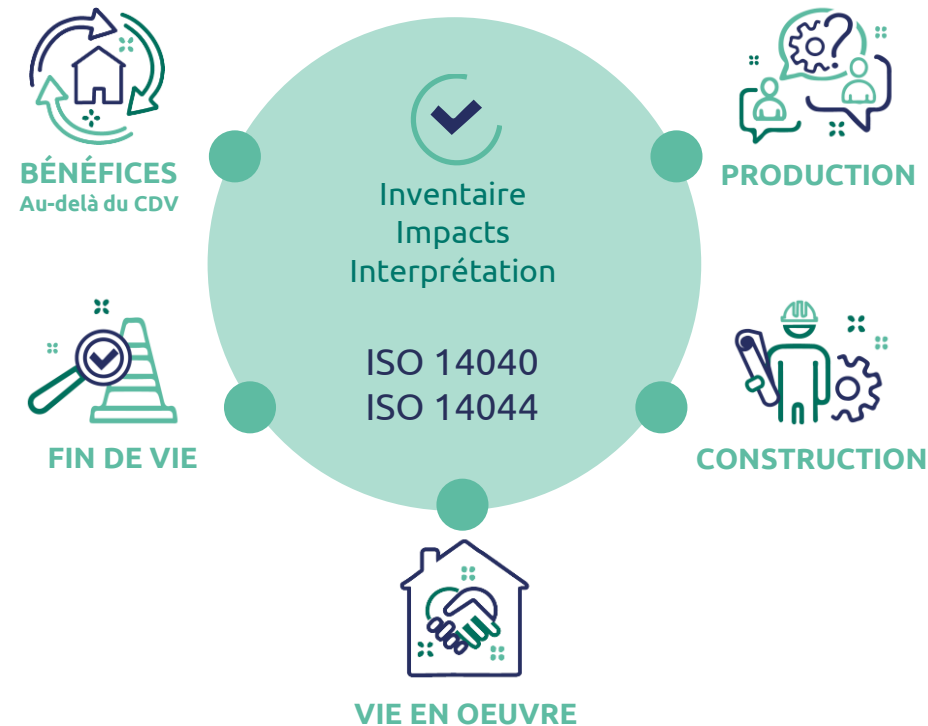 BÉNÉFICES
Au-delà du CDV
PRODUCTION
Inventaire
Impacts
Interprétation
ISO 14040
ISO 14044
FIN DE VIE
CONSTRUCTION
VIE EN OEUVRE